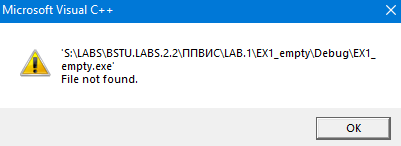 Microsoft Visual C++
'S:\LABS\BSTU.LABS.2.2\ППВИС\LAB.1\EX1_empty\Debug\EX1_
empty.exe'
File not found.
OK